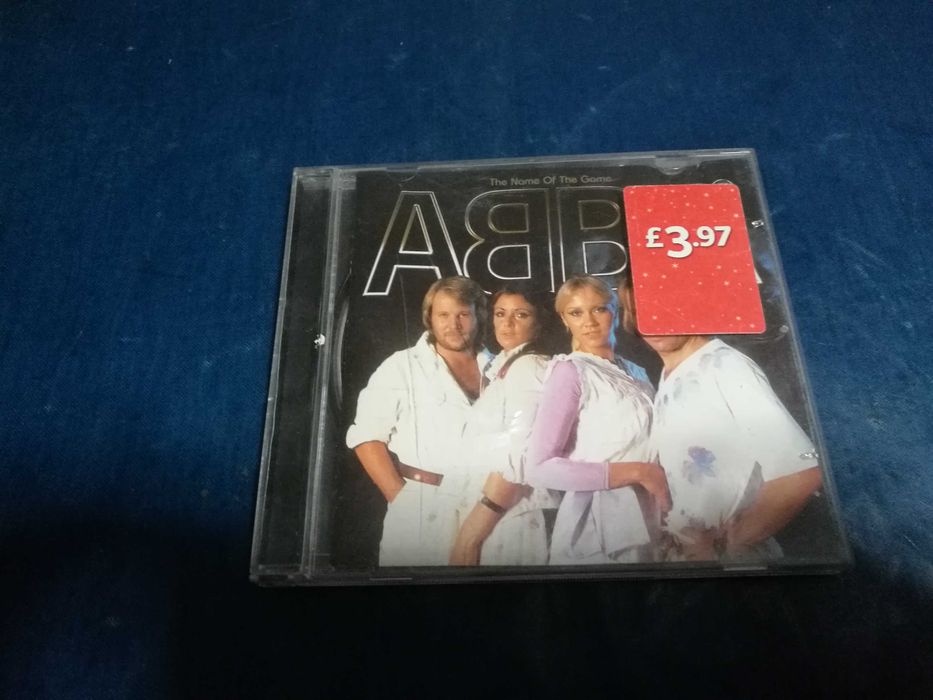 The Name Of The Game
ABBA
£3.97